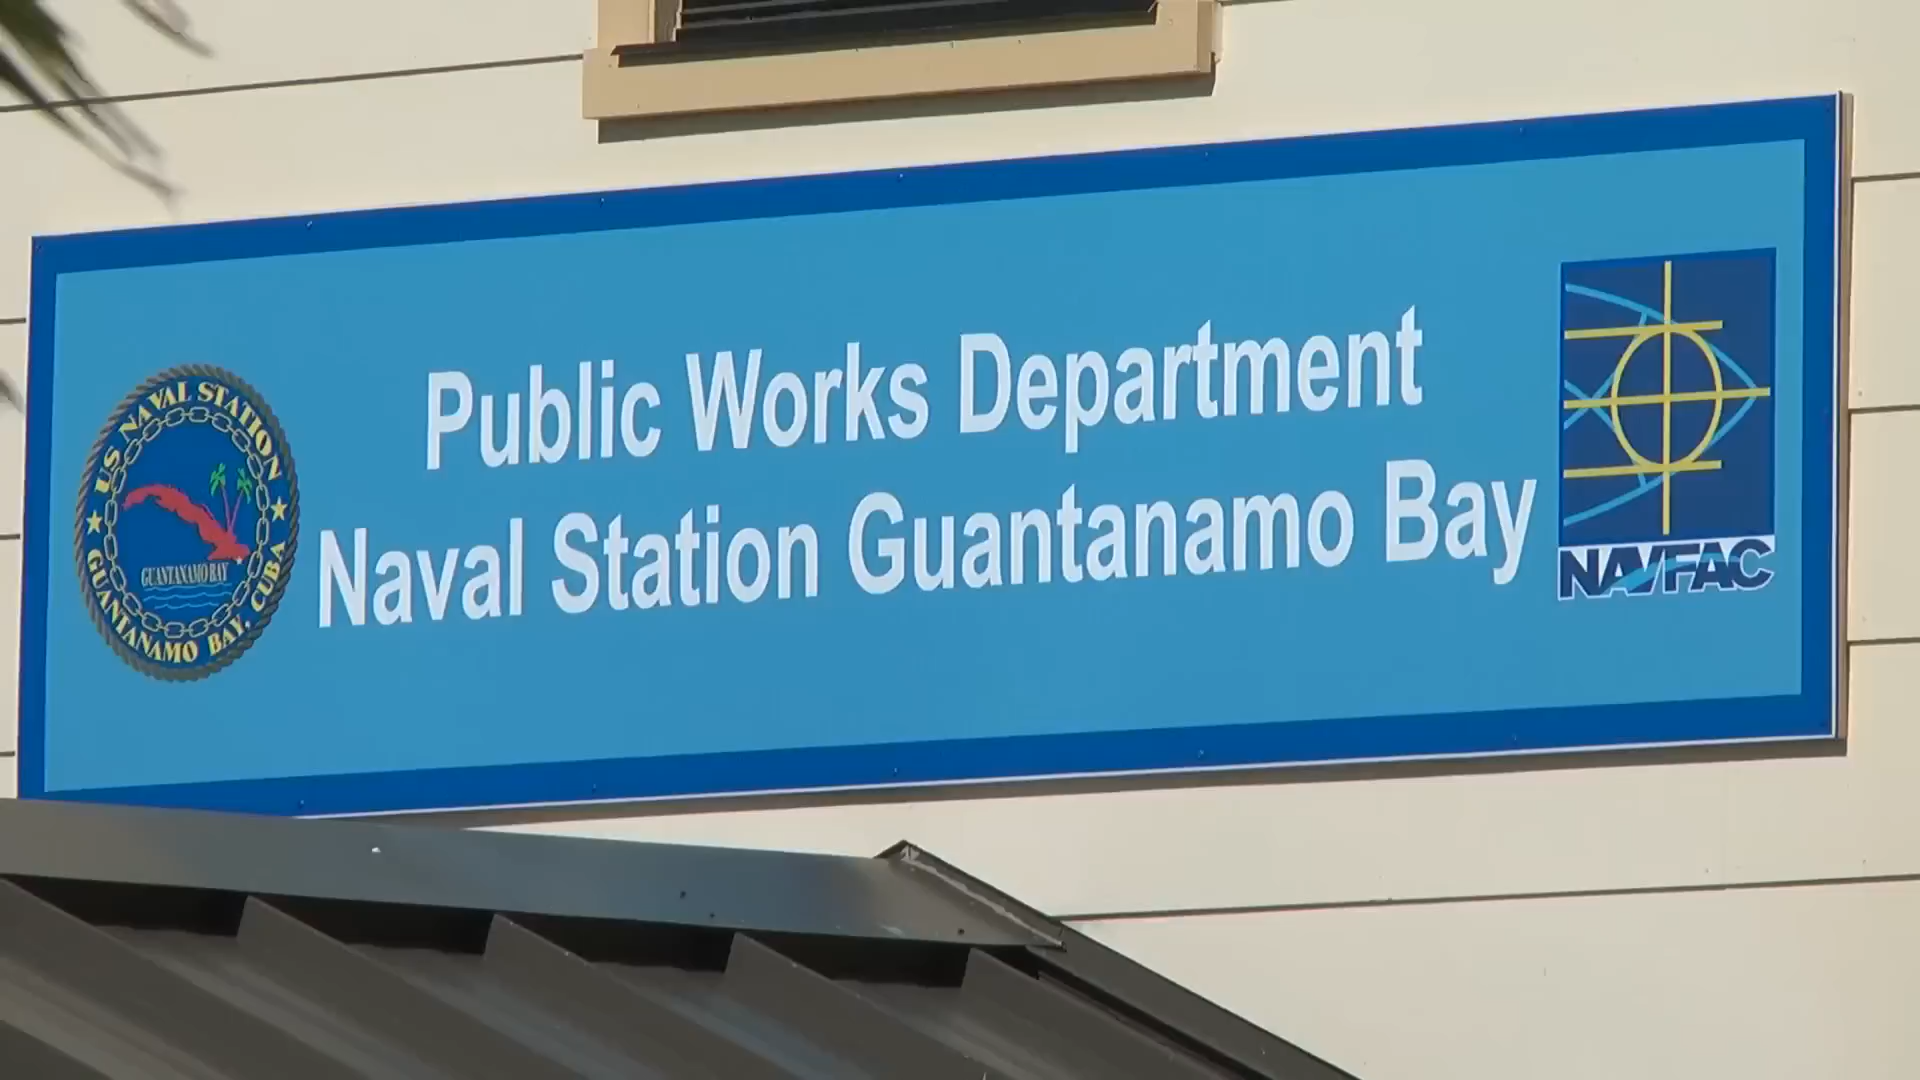 US NAVAL STATION
GUANTANAMO BAY
GUANTANAMO BAY, CUBA
Public Works Department
Naval Station Guantanamo Bay
NAVFAC